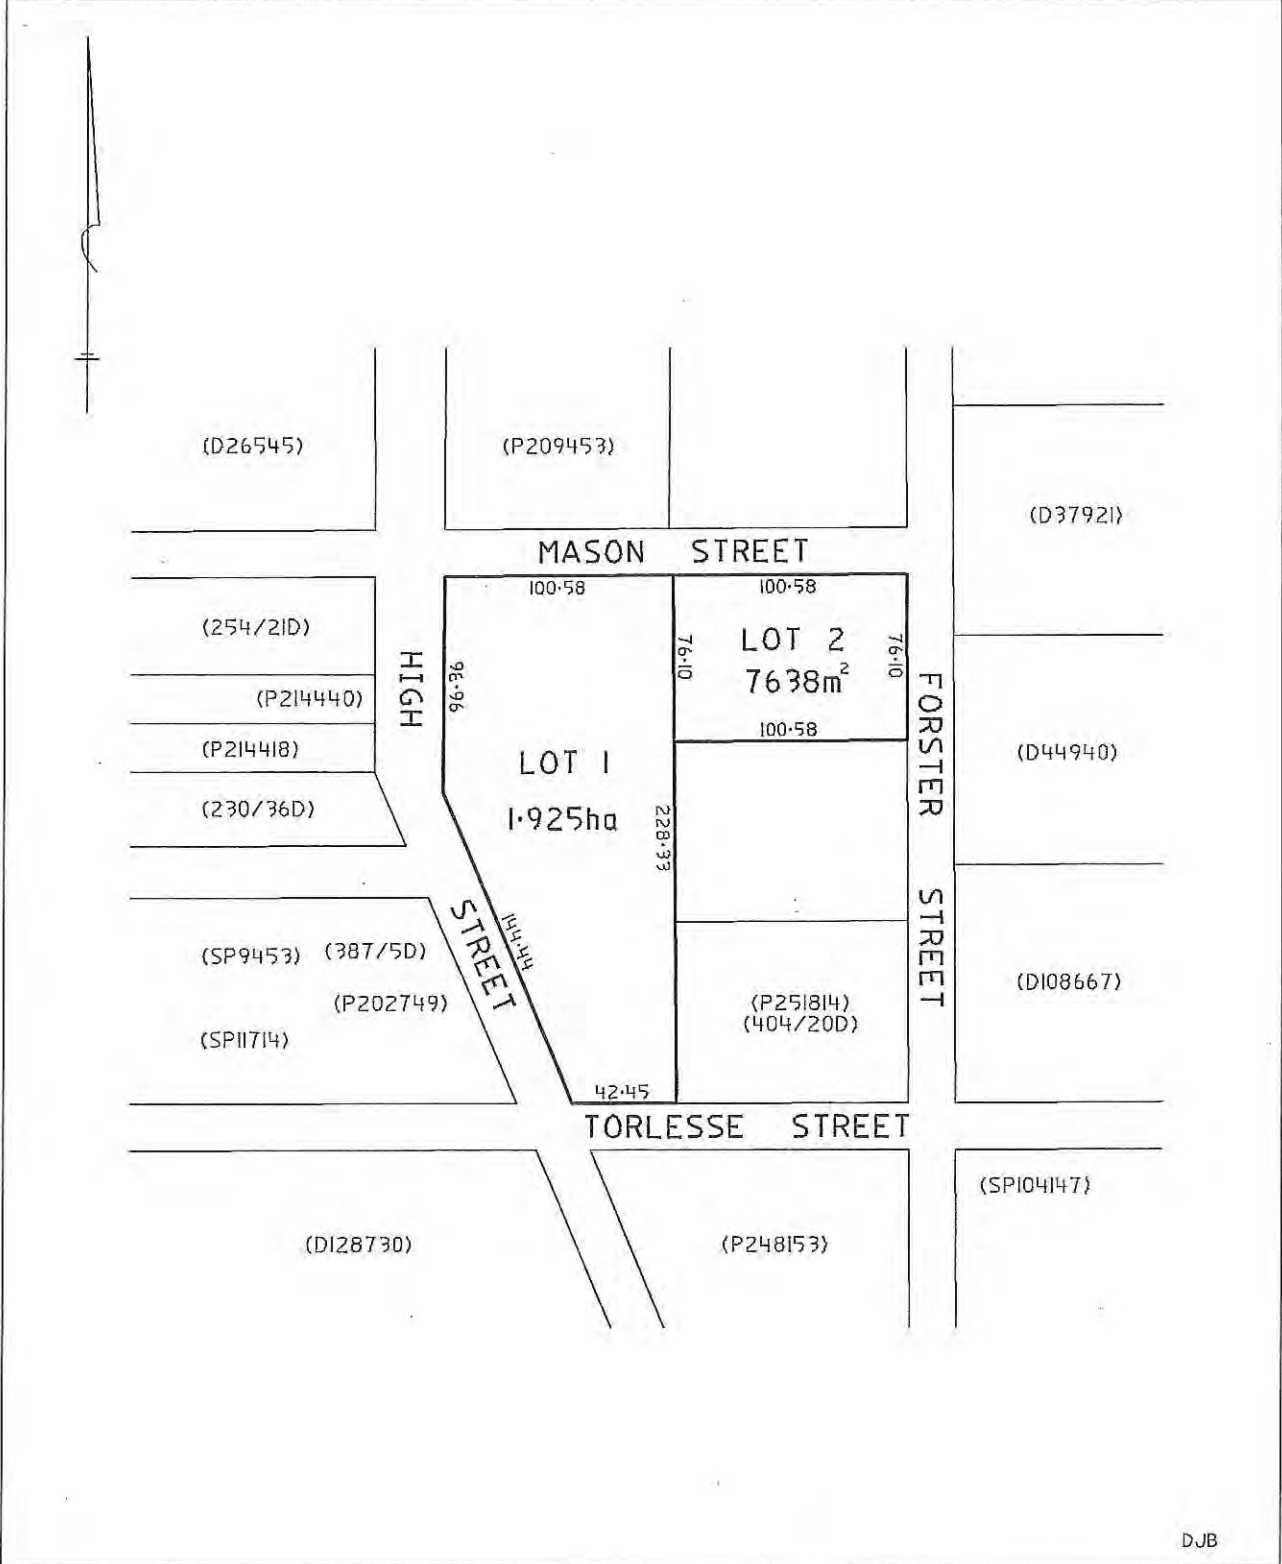 (D26545)
(P209453)
(D37921)
MASON STREET
100·58
100·58
(254/21D)
HIGH
96·36
76·10
LOT 2
7638m²
76·10
(P214440)
(P214418)
100·58
FORSTER
(D44940)
LOT 1
1·925ha
(230/36D)
228·33
STREET
144·44
STREET
(SP9453) (387/5D)
(P202749)
(SP11714)
(P251814)
(404/20D)
(D108667)
42·45
TORLESSE STREET
(SP104147)
(D128730)
(P248153)
DJB